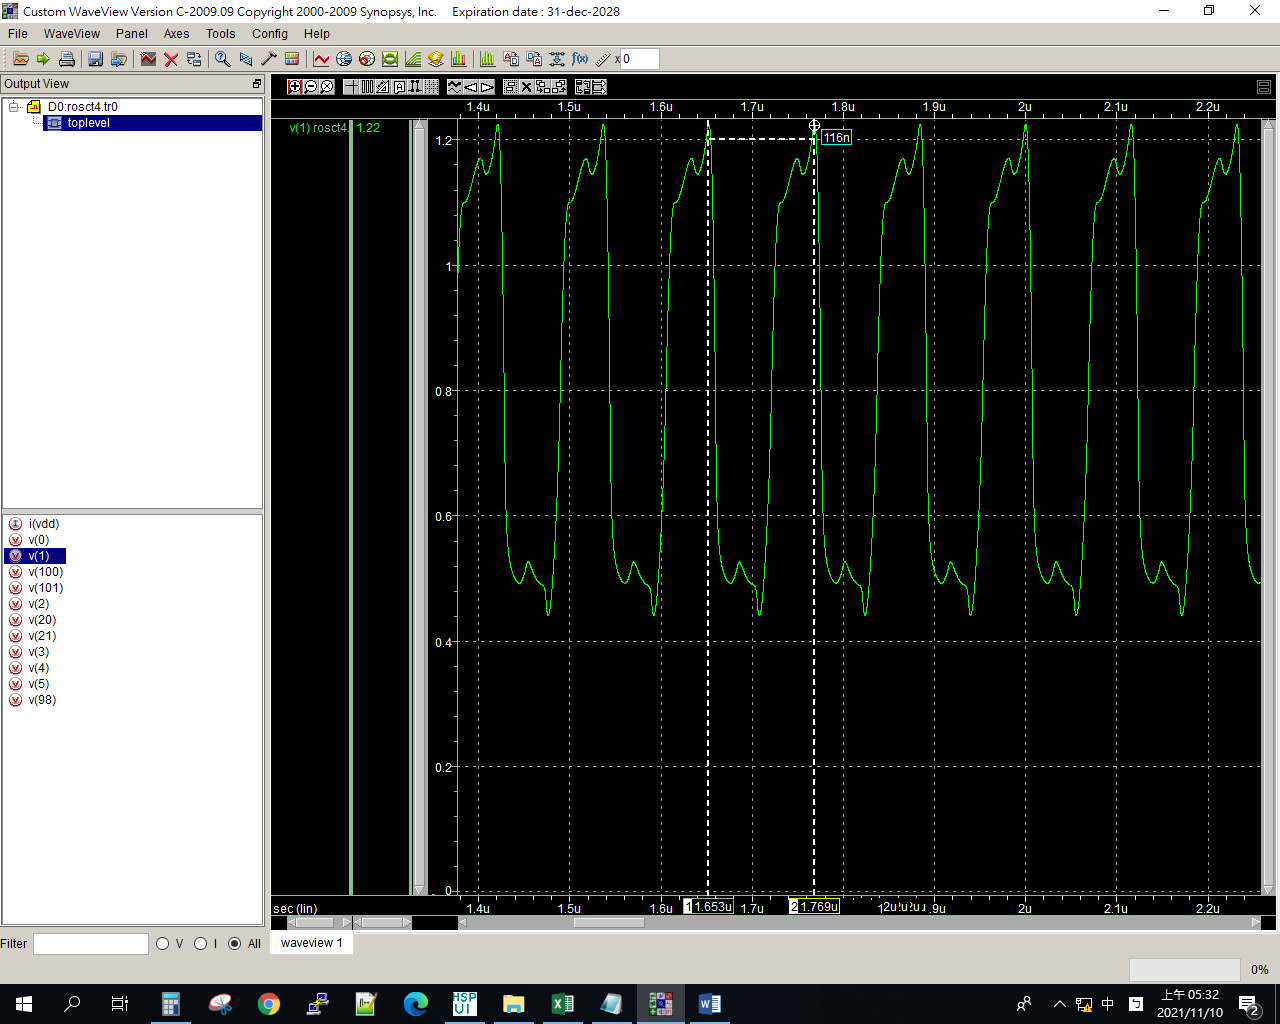 Custom WaveView Version C-2009.09 Copyright 2000-2009 Synopsys, Inc.    Expiration date : 31-dec-2028
File WaveView Panel Axes Tools Config Help
x 0
Output View
D0:rosct4.tr0
toplevel
1.4u 1.5u 1.6u 1.7u 1.8u 1.9u 2u 2.1u 2.2u
v(1) rosct4. 1.22
116n
1.2
1
0.8
0.6
0.4
0.2
0
i(vdd)
v(0)
v(1)
v(100)
v(101)
v(2)
v(20)
v(21)
v(3)
v(4)
v(5)
v(98)
sec (lin)
1.4u 1.5u 1.6u 1 1.653u 1.7u 2 1.769u .9u 2u 2.1u 2.2u
Filter V I All
waveview 1
0%
HSP UI
中
上午 05:32
2021/11/10
2